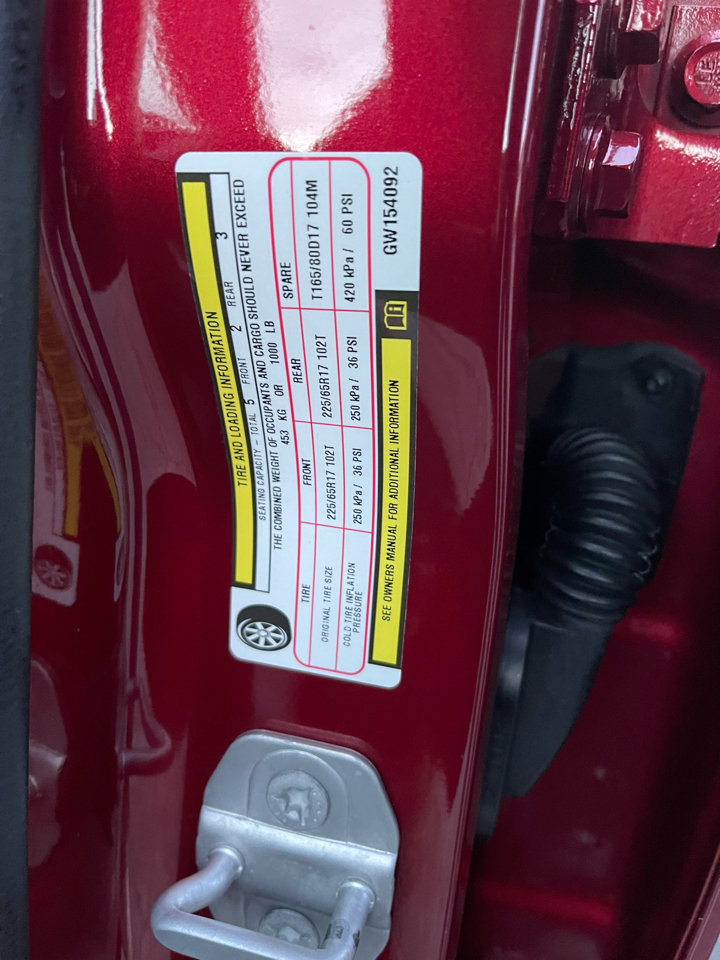 TIRE AND LOADING INFORMATION
SEATING CAPACITY - TOTAL 5 FRONT 2 REAR 3
THE COMBINED WEIGHT OF OCCUPANTS AND CARGO SHOULD NEVER EXCEED
453 KG OR 1000 LB
TIRE FRONT REAR SPARE
ORIGINAL TIRE SIZE 225/65R17 102T 225/65R17 102T T165/80D17 104M
COLD TIRE INFLATION PRESSURE 250 kPa / 36 PSI 250 kPa / 36 PSI 420 kPa / 60 PSI
SEE OWNERS MANUAL FOR ADDITIONAL INFORMATION
GW154092